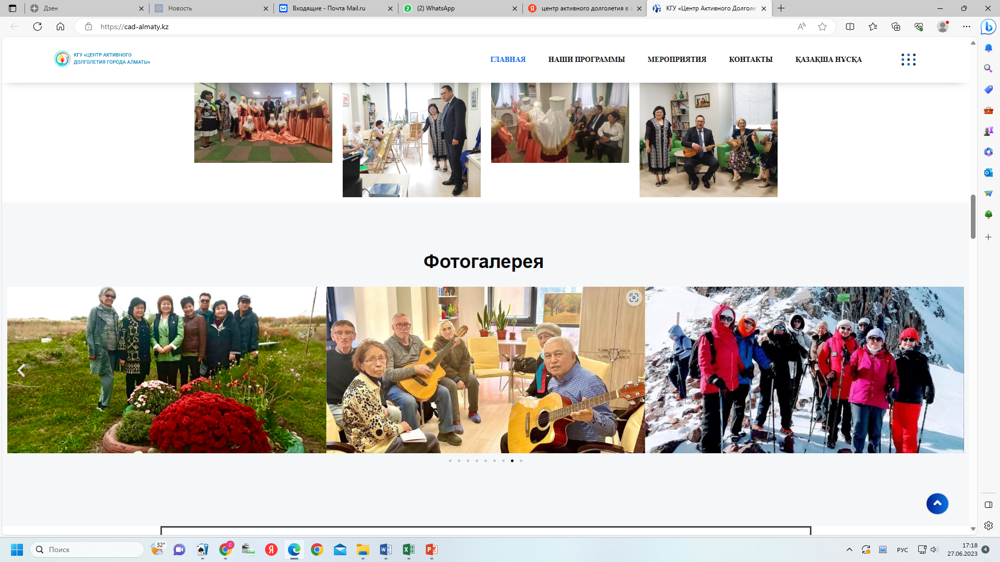 Дзен
Новость
Входящие - Почта Mail.ru
(2) WhatsApp
центр активного долголетия в а
КГУ «Центр Активного Долголе
https://cad-almaty.kz
КГУ «ЦЕНТР АКТИВНОГО
ДОЛГОЛЕТИЯ ГОРОДА АЛМАТЫ»
ГЛАВНАЯ
НАШИ ПРОГРАММЫ
МЕРОПРИЯТИЯ
КОНТАКТЫ
ҚАЗАҚША НҰСҚА
Фотогалерея
Поиск
32°
РУС
17:18
27.06.2023
4